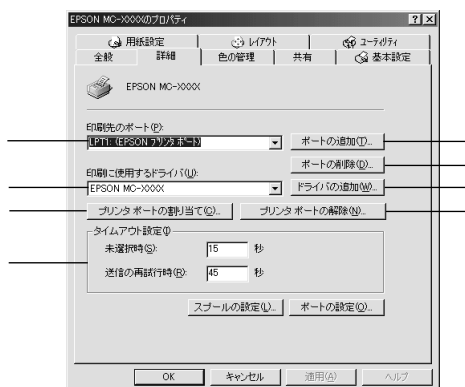 EPSON MC-XXXXのプロパティ
用紙設定 レイアウト ユーティリティ
全般 詳細 色の管理 共有 基本設定
EPSON MC-XXXX
印刷先のポート(P):
LPT1: (EPSON プリンタ ポート) ポートの追加(T)...
ポートの削除(D)...
印刷に使用するドライバ(U):
EPSON MC-XXXX ドライバの追加(W)...
プリンタ ポートの割り当て(C)... プリンタ ポートの解除(N)...
タイムアウト設定
未選択時(S): 15 秒
送信の再試行時(R): 45 秒
スプールの設定(L)... ポートの設定(O)...
OK キャンセル 適用(A) ヘルプ